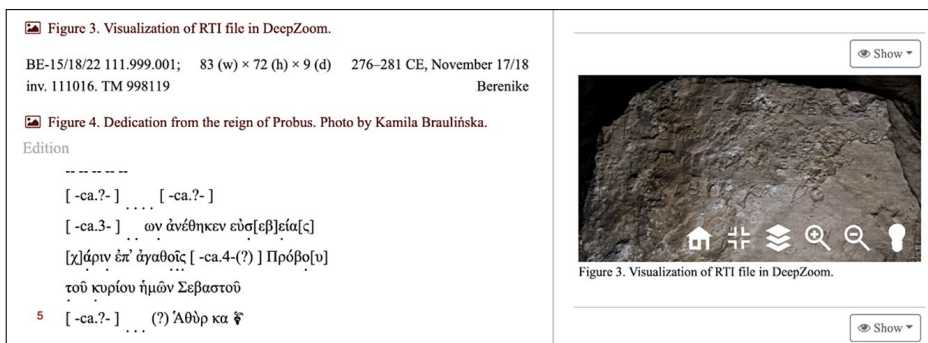 Figure 3. Visualization of RTI file in DeepZoom.
BE-15/18/22 111.999.001; 83 (w) × 72 (h) × 9 (d) 276–281 CE, November 17/18
inv. 111016. TM 998119 Berenike
Figure 4. Dedication from the reign of Probus. Photo by Kamila Braulińska.
Edition
-- -- -- -- --
[ -ca.?- ] . . . . [ -ca.?- ]
[ -ca.3- ] . . ων ἀνέθηκεν εὐσ[εβ]εία[ς]
[χ]άριν ἐπ’ ἀγαθοῖς [ -ca.4-(?) ] Πρόβο[υ]
τοῦ κυρίου ἡμῶν Σεβαστοῦ
5 [ -ca.?- ] . . . (?) Ἁθὺρ κα
Show
Figure 3. Visualization of RTI file in DeepZoom.
Show